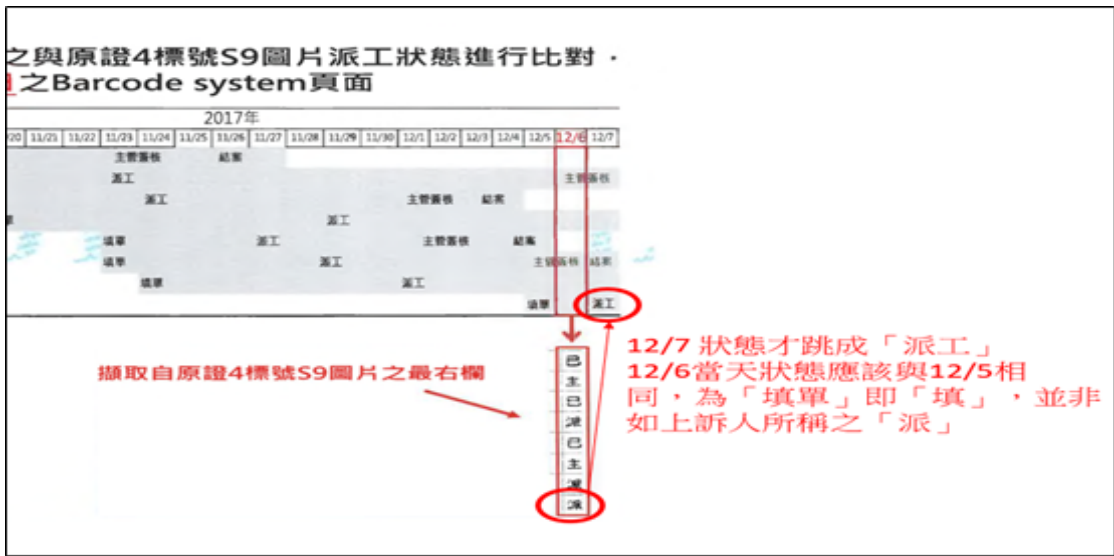 之與原證4標號S9圖片派工狀態進行比對，
之Barcode system頁面
2017年
20 11/21 11/22 11/23 11/24 11/25 11/26 11/27 11/28 11/29 11/30 12/1 12/2 12/3 12/4 12/5 12/6 12/7
主管簽核 結案
派工 主管簽核
派工 主管簽核 結案
派工
填單 派工 主管簽核 結案
填單 派工 主管簽核 結案
填單 派工
填單 派工
擷取自原證4標號S9圖片之最右欄
已
主
已
派
已
主
派
派
12/7 狀態才跳成「派工」
12/6當天狀態應該與12/5相
同，為「填單」即「填」，並非
如上訴人所稱之「派」